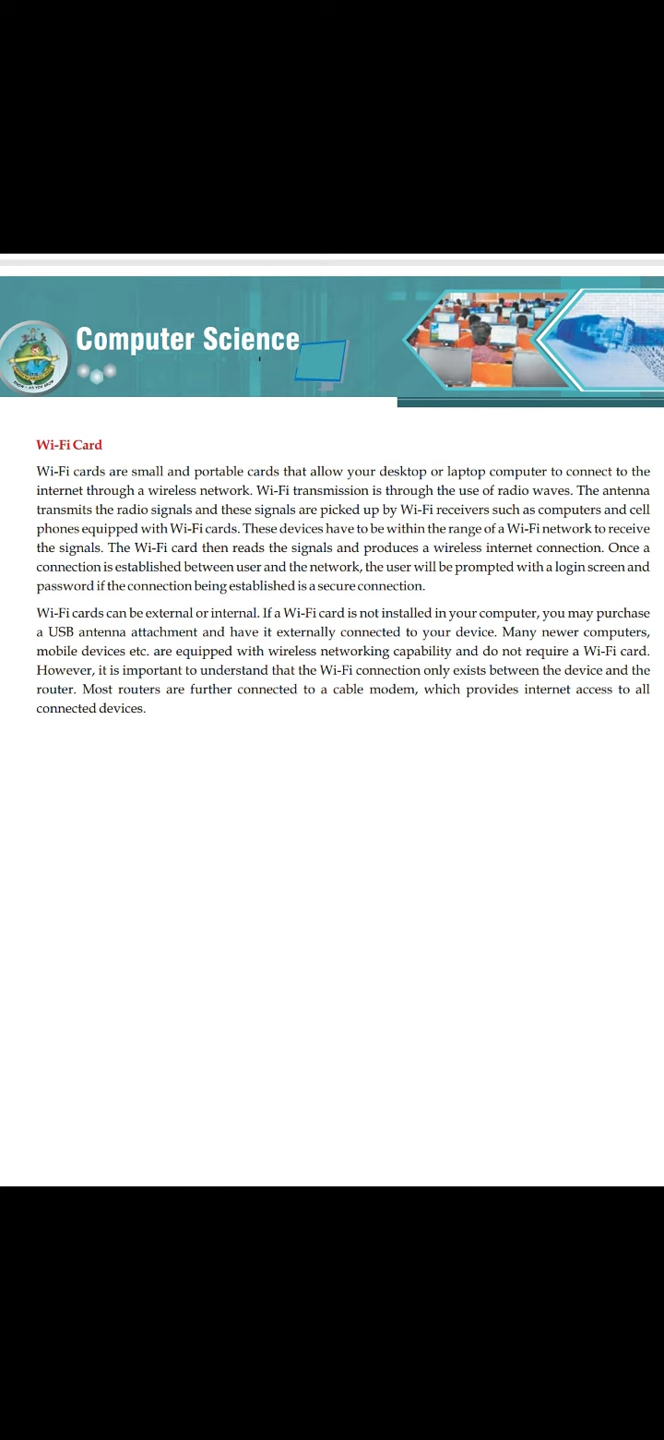 Computer Science
Wi-Fi Card
Wi-Fi cards are small and portable cards that allow your desktop or laptop computer to connect to the
internet through a wireless network. Wi-Fi transmission is through the use of radio waves. The antenna
transmits the radio signals and these signals are picked up by Wi-Fi receivers such as computers and cell
phones equipped with Wi-Fi cards. These devices have to be within the range of a Wi-Fi network to receive
the signals. The Wi-Fi card then reads the signals and produces a wireless internet connection. Once a
connection is established between user and the network, the user will be prompted with a login screen and
password if the connection being established is a secure connection.
Wi-Fi cards can be external or internal. If a Wi-Fi card is not installed in your computer, you may purchase
a USB antenna attachment and have it externally connected to your device. Many newer computers,
mobile devices etc. are equipped with wireless networking capability and do not require a Wi-Fi card.
However, it is important to understand that the Wi-Fi connection only exists between the device and the
router. Most routers are further connected to a cable modem, which provides internet access to all
connected devices.